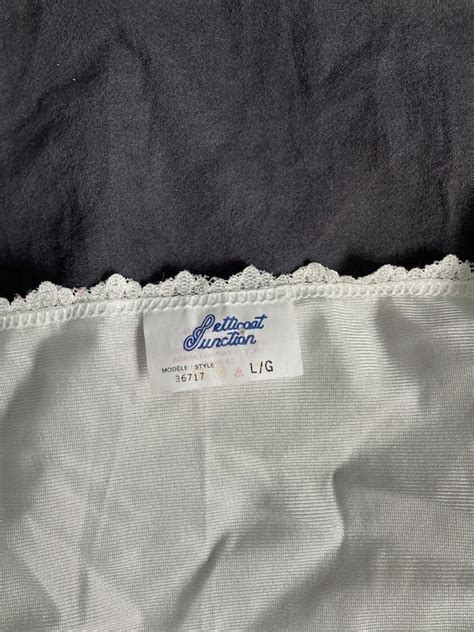 Petticoat
Junction
MODÈLE / STYLE
36717 L/G